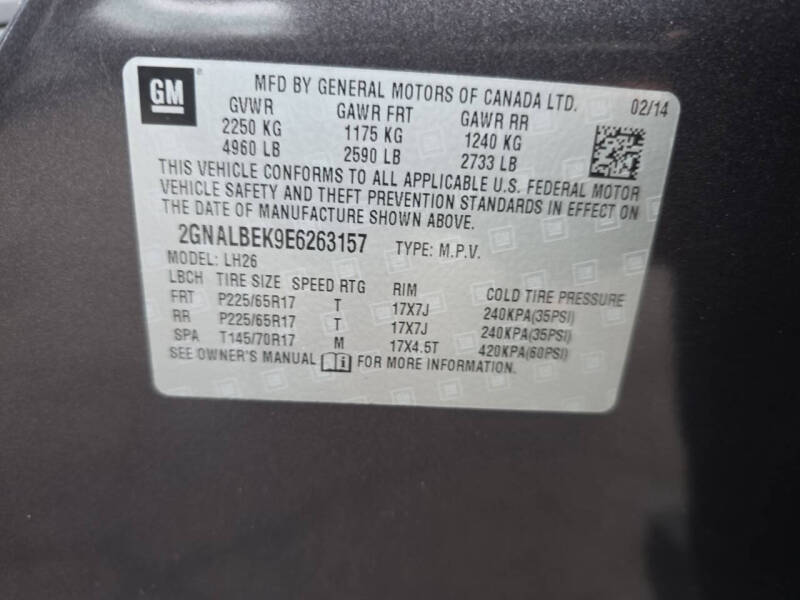 GM MFD BY GENERAL MOTORS OF CANADA LTD. 02/14
GVWR GAWR FRT GAWR RR
2250 KG 1175 KG 1240 KG
4960 LB 2590 LB 2733 LB
THIS VEHICLE CONFORMS TO ALL APPLICABLE U.S. FEDERAL MOTOR
VEHICLE SAFETY AND THEFT PREVENTION STANDARDS IN EFFECT ON
THE DATE OF MANUFACTURE SHOWN ABOVE.
2GNALBEK9E6263157 TYPE: M.P.V.
MODEL: LH26
LBCH TIRE SIZE SPEED RTG RIM COLD TIRE PRESSURE
FRT P225/65R17 T 17X7J 240KPA(35PSI)
RR P225/65R17 T 17X7J 240KPA(35PSI)
SPA T145/70R17 M 17X4.5T 420KPA(60PSI)
SEE OWNER'S MANUAL i FOR MORE INFORMATION.